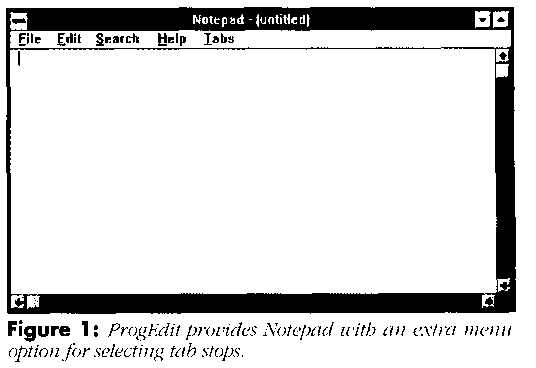 Notepad - (untitled)
File Edit Search Help Tabs
Figure 1: ProgEdit provides Notepad with an extra menu
option for selecting tab stops.